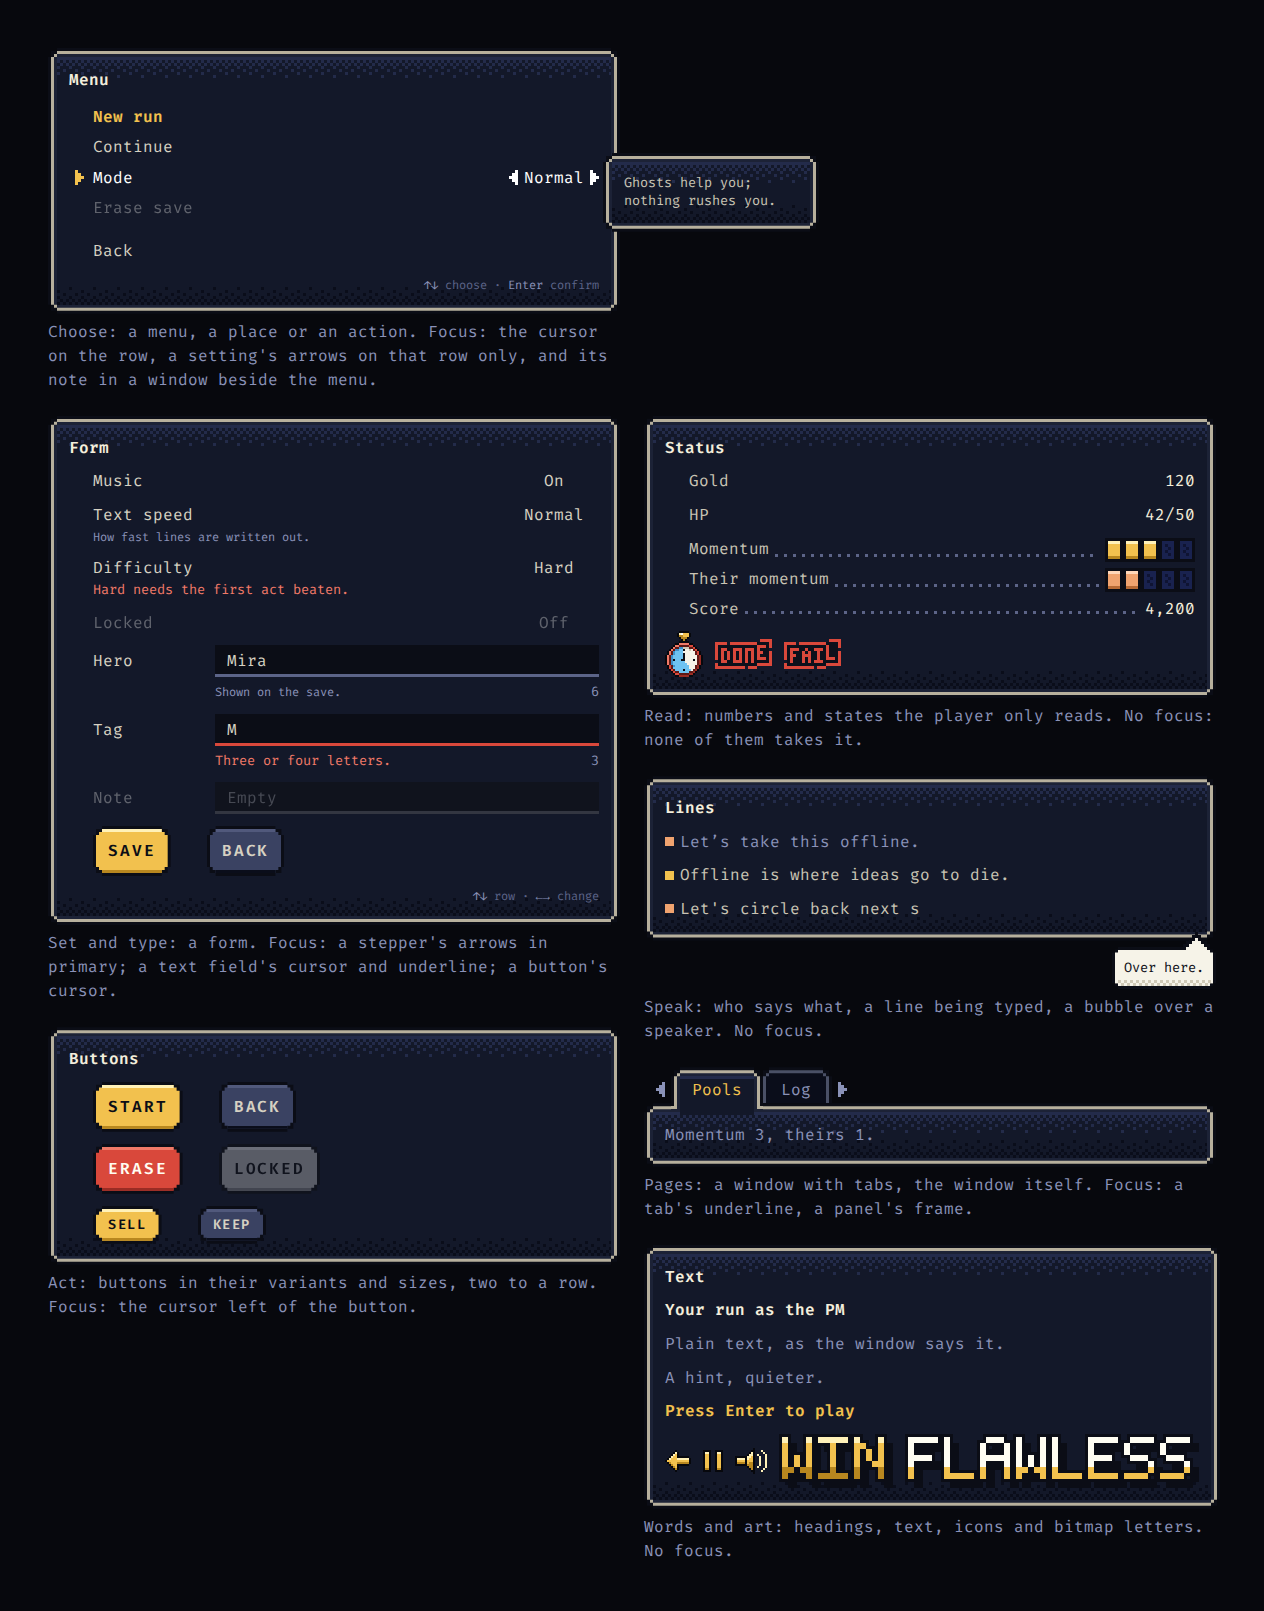 Menu
New run
Continue
Mode Normal
Ghosts help you;
nothing rushes you.
Erase save
Back
↑↓ choose · Enter confirm
Choose: a menu, a place or an action. Focus: the cursor
on the row, a setting's arrows on that row only, and its
note in a window beside the menu.
Form
Music On
Text speed Normal
How fast lines are written out.
Difficulty Hard
Hard needs the first act beaten.
Locked Off
Hero Mira
Shown on the save. 6
Tag M
Three or four letters. 3
Note Empty
SAVE BACK
↑↓ row · ←→ change
Set and type: a form. Focus: a stepper's arrows in
primary; a text field's cursor and underline; a button's
cursor.
Buttons
START BACK
ERASE LOCKED
SELL KEEP
Act: buttons in their variants and sizes, two to a row.
Focus: the cursor left of the button.
Status
Gold 120
HP 42/50
Momentum
Their momentum
Score 4,200
DONE FAIL
Read: numbers and states the player only reads. No focus:
none of them takes it.
Lines
Let’s take this offline.
Offline is where ideas go to die.
Let's circle back next s
Over here.
Speak: who says what, a line being typed, a bubble over a
speaker. No focus.
Pools Log
Momentum 3, theirs 1.
Pages: a window with tabs, the window itself. Focus: a
tab's underline, a panel's frame.
Text
Your run as the PM
Plain text, as the window says it.
A hint, quieter.
Press Enter to play
WIN FLAWLESS
Words and art: headings, text, icons and bitmap letters.
No focus.